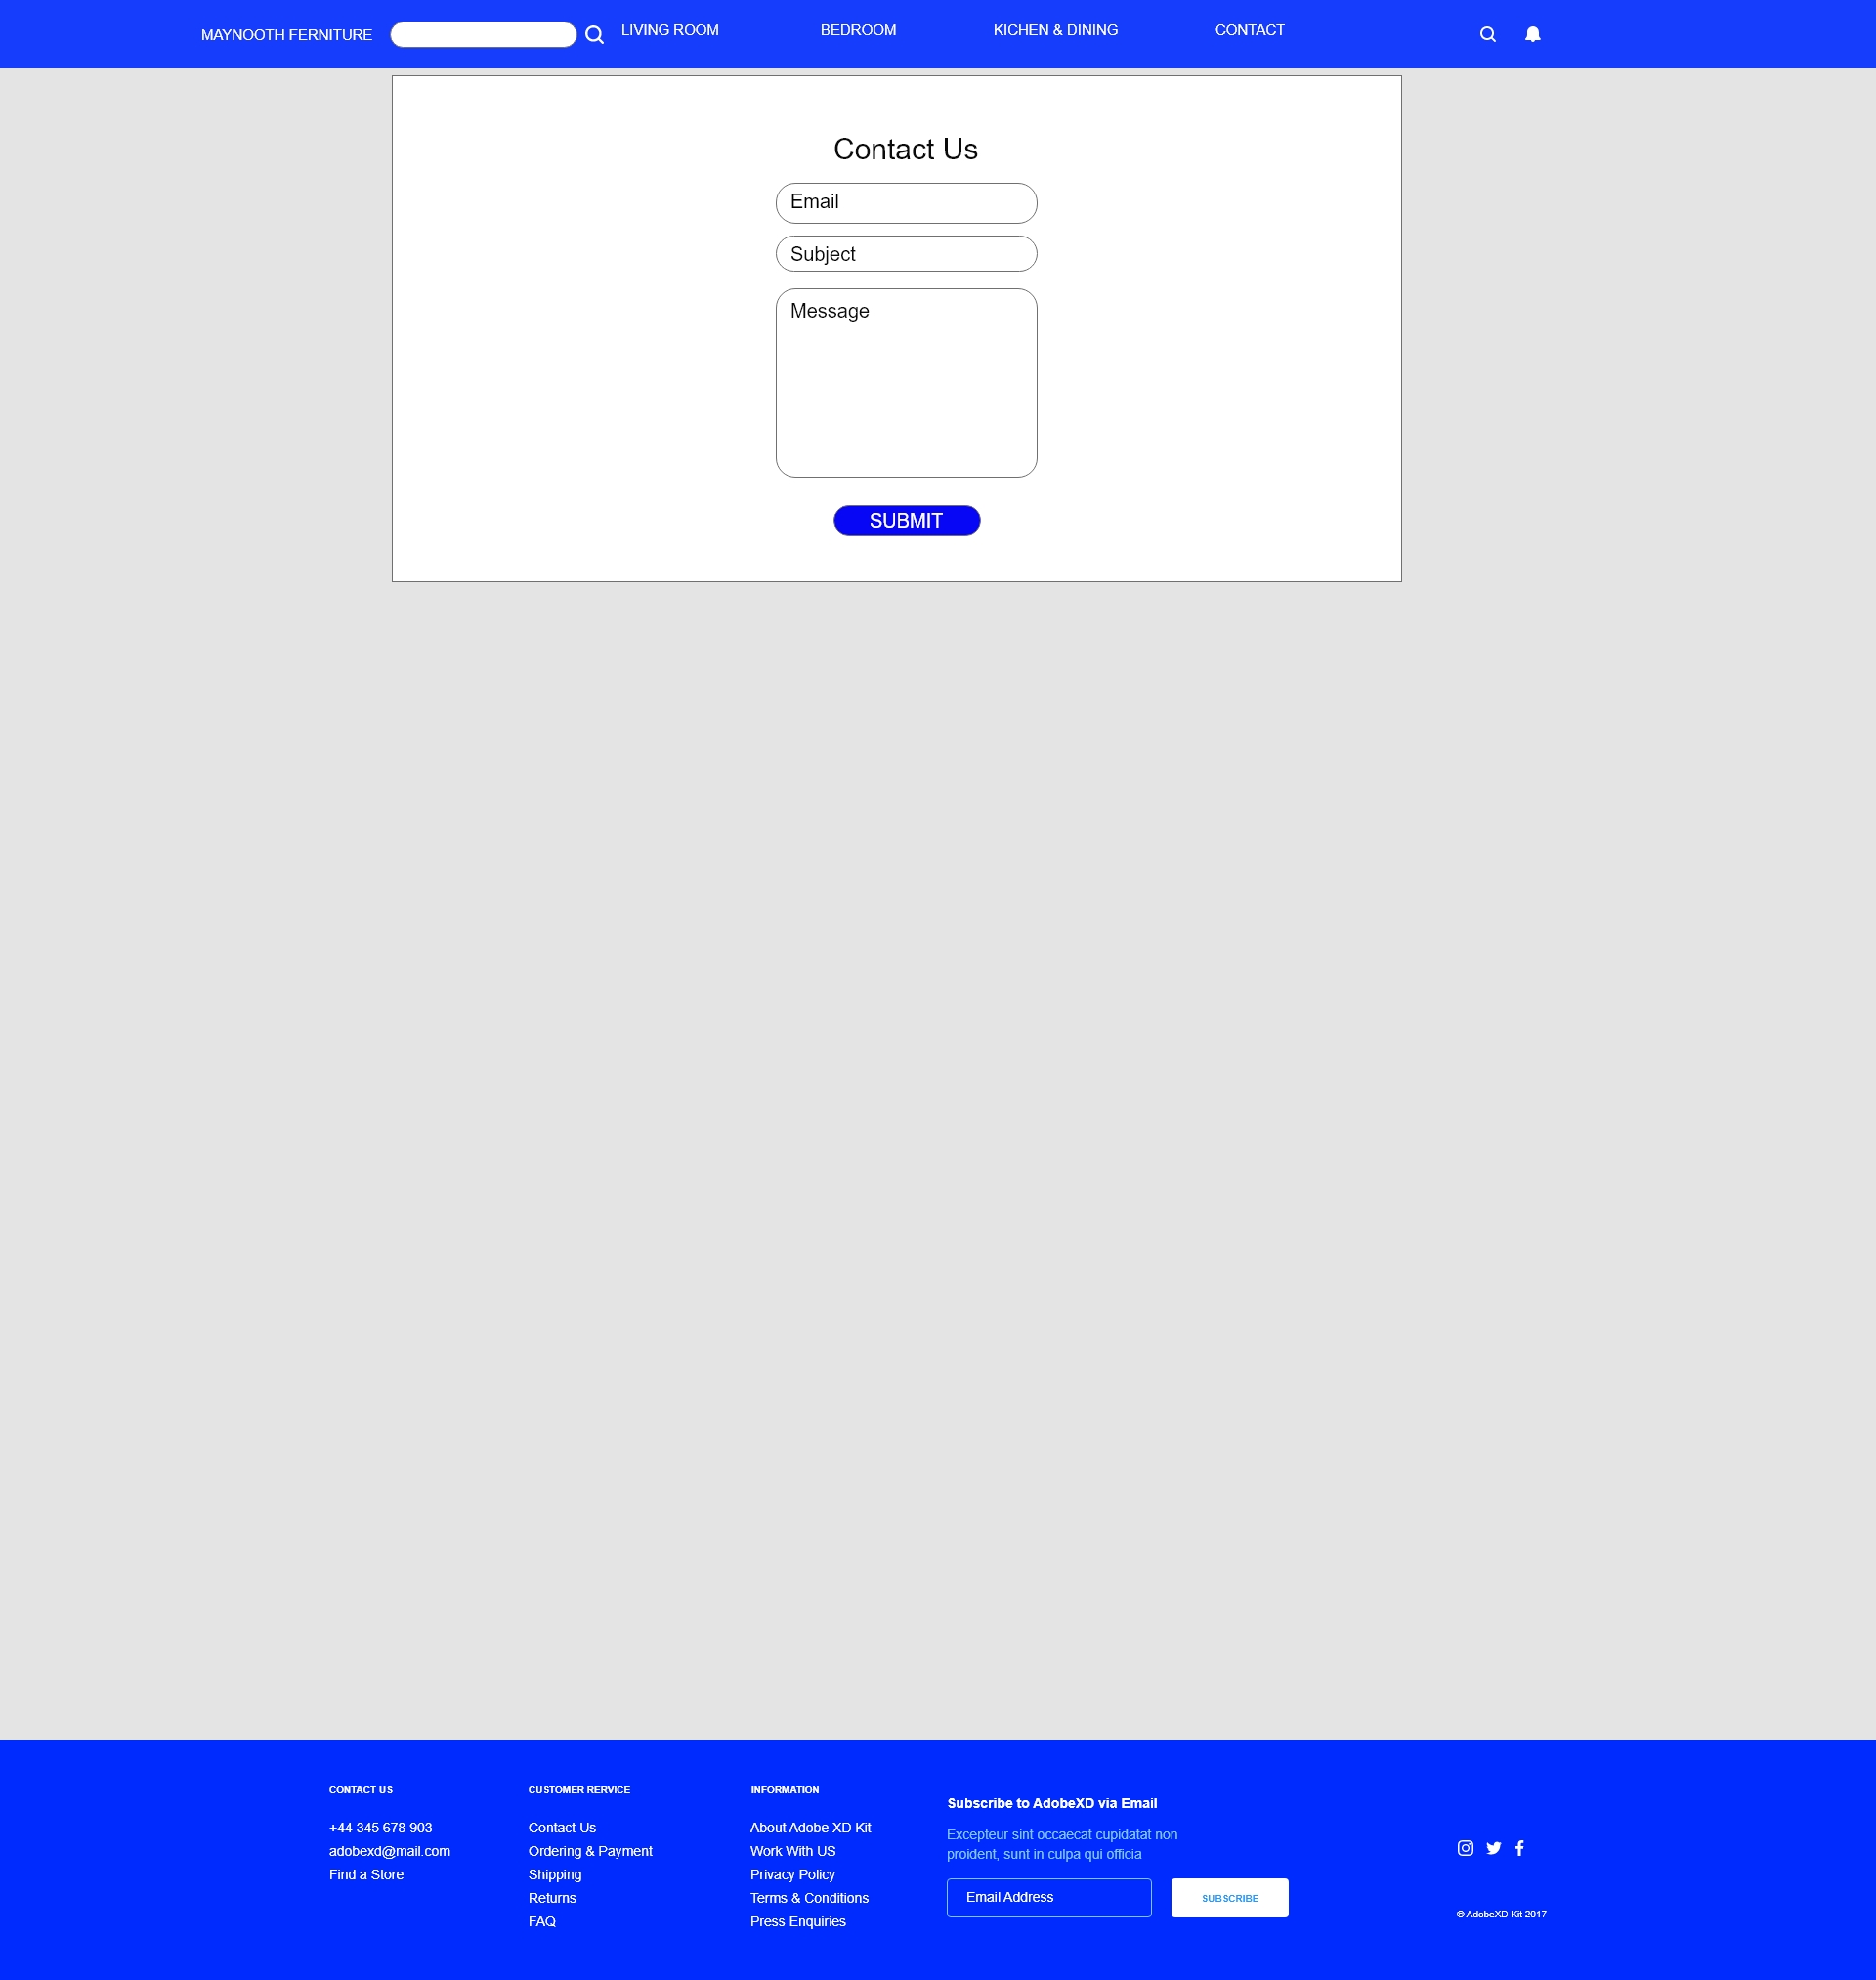 MAYNOOTH FERNITURE
LIVING ROOM
BEDROOM
KICHEN & DINING
CONTACT
Contact Us
Email
Subject
Message
SUBMIT
CONTACT US
+44 345 678 903
adobexd@mail.com
Find a Store
CUSTOMER RERVICE
Contact Us
Ordering & Payment
Shipping
Returns
FAQ
INFORMATION
About Adobe XD Kit
Work With US
Privacy Policy
Terms & Conditions
Press Enquiries
Subscribe to AdobeXD via Email
Excepteur sint occaecat cupidatat non
proident, sunt in culpa qui officia
Email Address
SUBSCRIBE
© AdobeXD Kit 2017